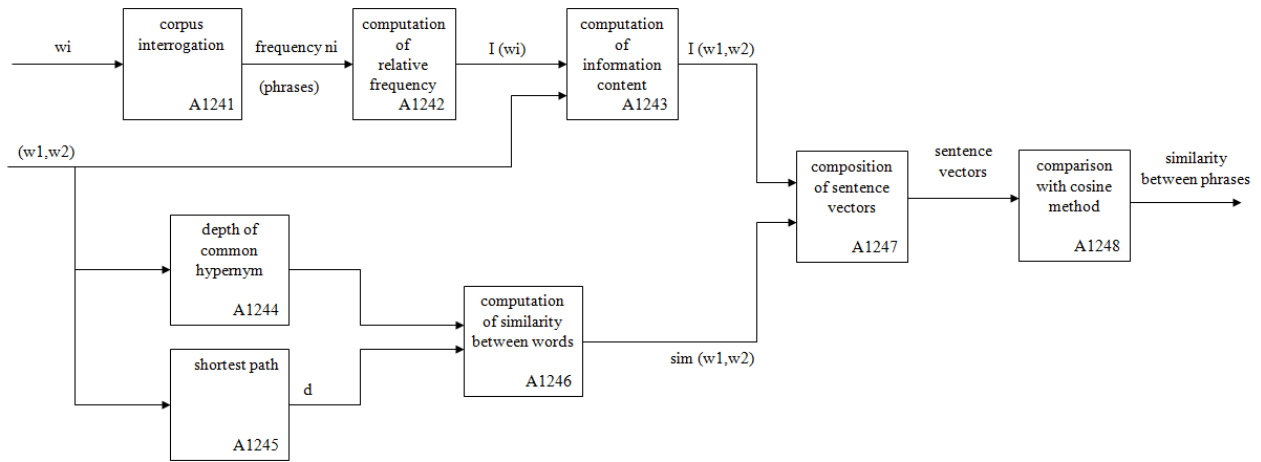 wi
corpus
interrogation
A1241
frequency ni
(phrases)
computation
of
relative
frequency
A1242
I (wi)
computation
of
information
content
A1243
I (w1,w2)
(w1,w2)
depth of
common
hypernym
A1244
shortest path
A1245
d
computation
of similarity
between words
A1246
sim (w1,w2)
composition
of sentence
vectors
A1247
sentence
vectors
comparison
with cosine
method
A1248
similarity
between phrases